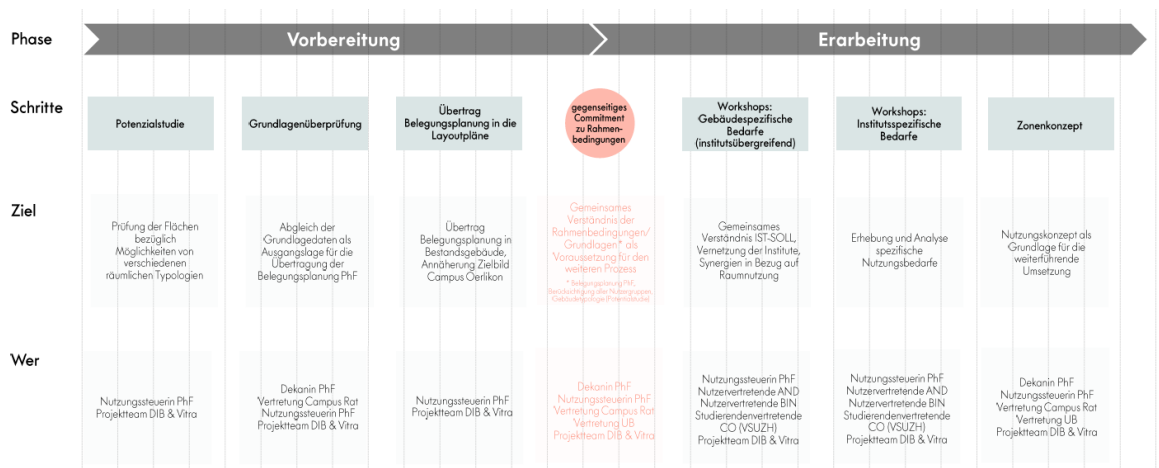 Phase
Vorbereitung
Erarbeitung
Schritte
Potenzialstudie
Grundlagenüberprüfung
Übertrag
Belegungsplanung in die
Layoutpläne
gegenseitiges
Commitment
zu Rahmen-
bedingungen
Workshops:
Gebäudespezifische
Bedarfe
(institutsübergreifend)
Workshops:
Institutsspezifische
Bedarfe
Zonenkonzept
Ziel
Prüfung der Flächen
bezüglich
Möglichkeiten von
verschiedenen
räumlichen Typologien
Abgleich der
Grundlagedaten als
Ausgangslage für die
Übertragung der
Belegungsplanung PhF
Übertrag
Belegungsplanung in
Bestandsgebäude,
Annäherung Zielbild
Campus Oerlikon
Gemeinsames
Verständnis der
Rahmenbedingungen/
Grundlagen* als
Voraussetzung für den
weiteren Prozess
* Belegungsplanung PhF,
Berücksichtigung aller Nutzergruppen,
Gebäudetypologie (Potentialstudie)
Gemeinsames
Verständnis IST-SOLL,
Vernetzung der Institute,
Synergien in Bezug auf
Raumnutzung
Erhebung und Analyse
spezifische
Nutzungsbedarfe
Nutzungskonzept als
Grundlage für die
weiterführende
Umsetzung
Wer
Nutzungssteuerin PhF
Projektteam DIB & Vitra
Dekanin PhF
Vertretung Campus Rat
Nutzungssteuerin PhF
Projektteam DIB & Vitra
Nutzungssteuerin PhF
Projektteam DIB & Vitra
Dekanin PhF
Nutzungssteuerin PhF
Vertretung Campus Rat
Vertretung UB
Projektteam DIB & Vitra
Nutzungssteuerin PhF
Nutzervertretende AND
Nutzervertretende BIN
Studierendenvertretende
CO (VSUZH)
Projektteam DIB & Vitra
Nutzungssteuerin PhF
Nutzervertretende AND
Nutzervertretende BIN
Studierendenvertretende
CO (VSUZH)
Projektteam DIB & Vitra
Dekanin PhF
Nutzungssteuerin PhF
Vertretung Campus Rat
Vertretung UB
Projektteam DIB & Vitra